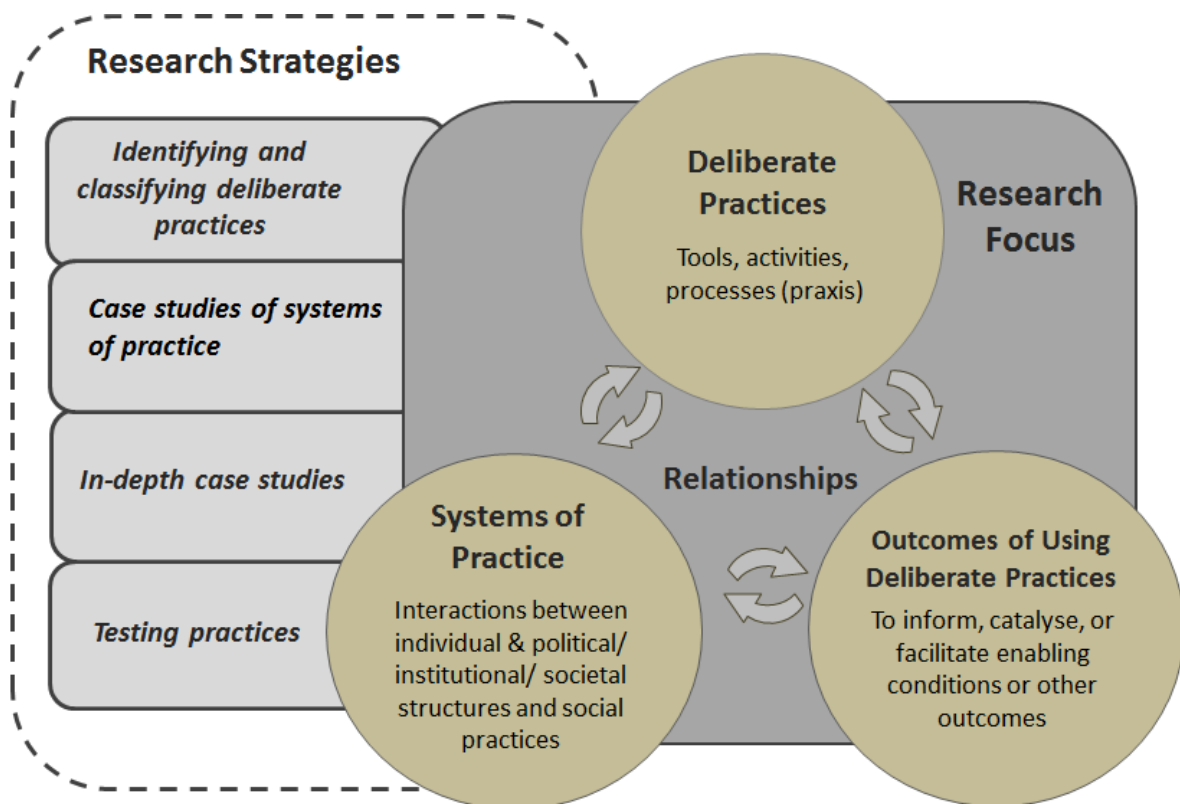 Research Strategies
Identifying and
classifying deliberate
practices
Case studies of systems
of practice
In-depth case studies
Testing practices
Research
Focus
Deliberate
Practices
Tools, activities,
processes (praxis)
Relationships
Systems of
Practice
Interactions between
individual & political/
institutional/ societal
structures and social
practices
Outcomes of Using
Deliberate Practices
To inform, catalyse, or
facilitate enabling
conditions or other
outcomes